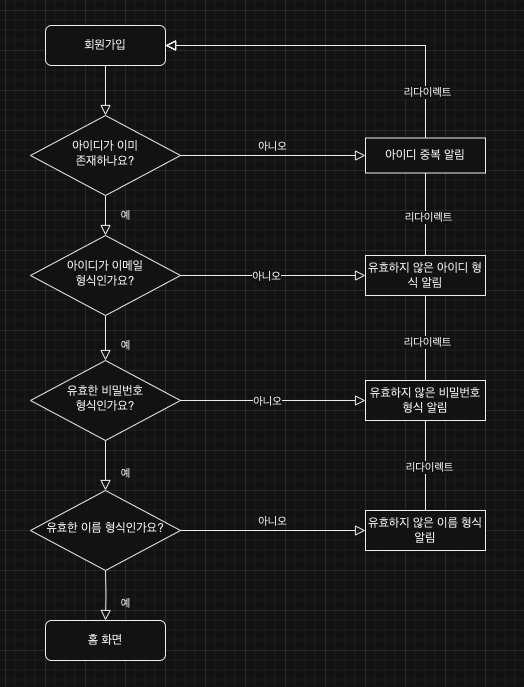 회원가입
리다이렉트
아이디가 이미
존재하나요?
아니오
아이디 중복 알림
예
리다이렉트
아이디가 이메일
형식인가요?
아니오
유효하지 않은 아이디 형
식 알림
예
리다이렉트
유효한 비밀번호
형식인가요?
아니오
유효하지 않은 비밀번호
형식 알림
예
리다이렉트
유효한 이름 형식인가요?
아니오
유효하지 않은 이름 형식
알림
예
홈 화면